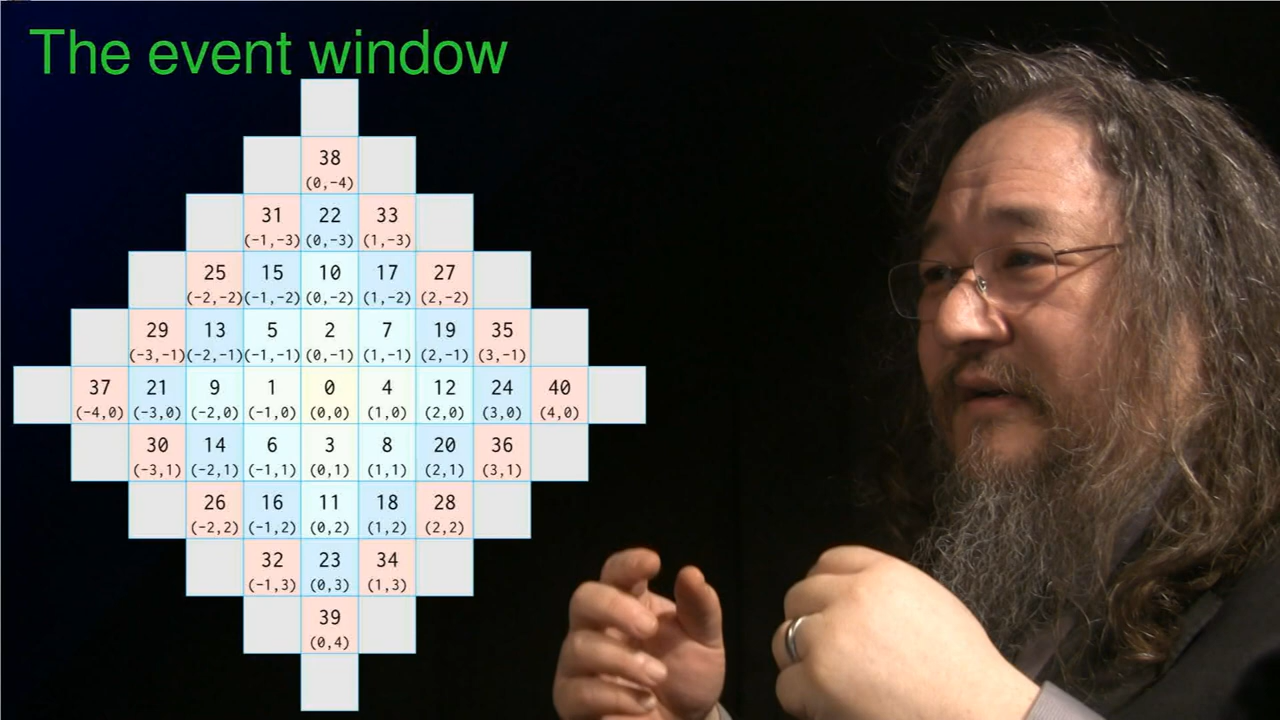 The event window
38
(0,-4)
31 22 33
(-1,-3) (0,-3) (1,-3)
25 15 10 17 27
(-2,-2) (-1,-2) (0,-2) (1,-2) (2,-2)
29 13 5 2 7 19 35
(-3,-1) (-2,-1) (-1,-1) (0,-1) (1,-1) (2,-1) (3,-1)
37 21 9 1 0 4 12 24 40
(-4,0) (-3,0) (-2,0) (-1,0) (0,0) (1,0) (2,0) (3,0) (4,0)
30 14 6 3 8 20 36
(-3,1) (-2,1) (-1,1) (0,1) (1,1) (2,1) (3,1)
26 16 11 18 28
(-2,2) (-1,2) (0,2) (1,2) (2,2)
32 23 34
(-1,3) (0,3) (1,3)
39
(0,4)